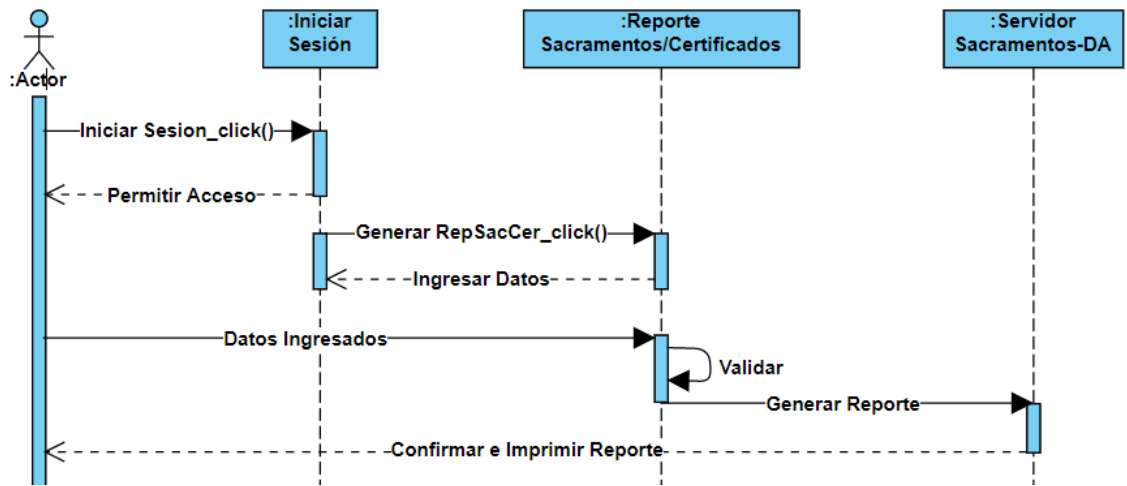 :Iniciar
Sesión
:Reporte
Sacramentos/Certificados
:Servidor
Sacramentos-DA
:Actor
Iniciar Sesion_click()
Permitir Acceso
Generar RepSacCer_click()
Ingresar Datos
Datos Ingresados
Validar
Generar Reporte
Confirmar e Imprimir Reporte